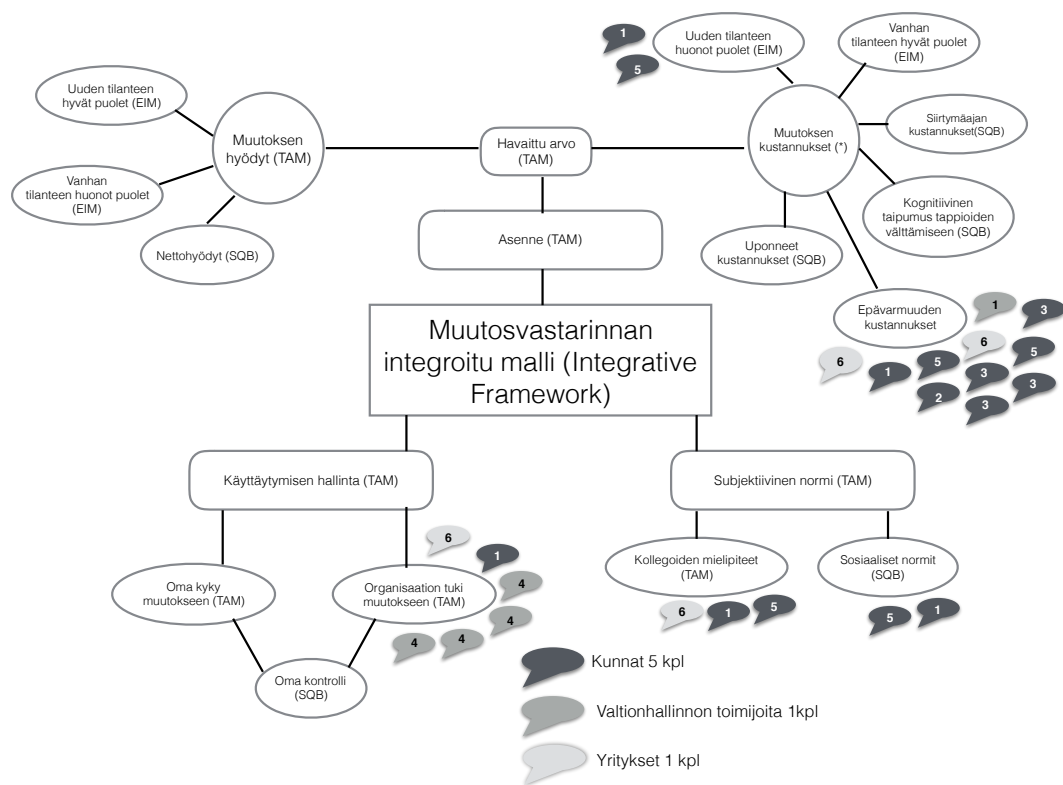 1
5
Uuden tilanteen
huonot puolet (EIM)
Vanhan
tilanteen hyvät puolet
(EIM)
Uuden tilanteen
hyvät puolet (EIM)
Muutoksen
hyödyt (TAM)
Havaittu arvo
(TAM)
Muutoksen
kustannukset (*)
Siirtymäajan
kustannukset(SQB)
Vanhan
tilanteen huonot puolet
(EIM)
Kognitiivinen
taipumus tappioiden
välttämiseen (SQB)
Nettohyödyt (SQB)
Asenne (TAM)
Uponneet
kustannukset (SQB)
Epävarmuuden
kustannukset
1
3
6
6
1
5
5
3
2
3
3
Muutosvastarinnan
integroitu malli (Integrative
Framework)
Käyttäytymisen hallinta (TAM)
Subjektiivinen normi (TAM)
6
1
Oma kyky
muutokseen (TAM)
Organisaation tuki
muutokseen (TAM)
4
4
4
4
Kollegoiden mielipiteet
(TAM)
Sosiaaliset normit
(SQB)
6
1
5
5
1
Oma kontrolli
(SQB)
Kunnat 5 kpl
Valtionhallinnon toimijoita 1kpl
Yritykset 1 kpl